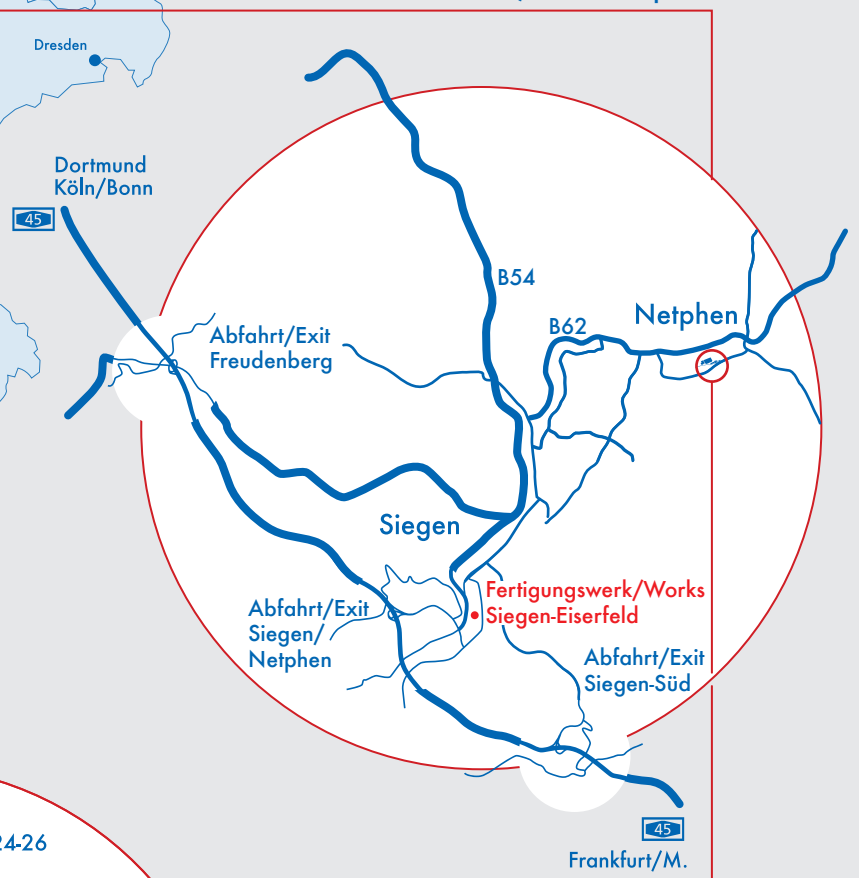 Dresden
Dortmund
Köln/Bonn
45
B54
B62
Netphen
Abfahrt/Exit
Freudenberg
Siegen
Fertigungswerk/Works
Siegen-Eiserfeld
Abfahrt/Exit
Siegen/
Netphen
Abfahrt/Exit
Siegen-Süd
45
Frankfurt/M.
24-26